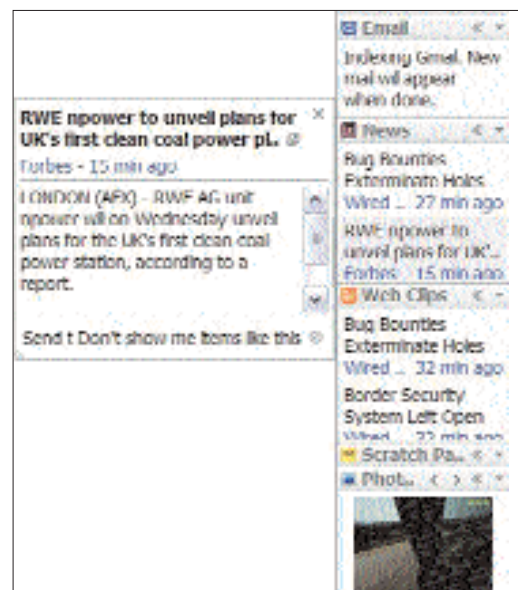 RWE npower to unveil plans for
UK's first clean coal power pl..
Forbes - 15 min ago
LONDON (AFX) - RWE AG unit
npower will on Wednesday unveil
plans for the UK's first clean coal
power station, according to a
report.
Send t Don't show me items like this
Email
Indexing Gmail. New
mail will appear
when done.
News
Bug Bounties
Exterminate Holes
Wired ... 27 min ago
RWE npower to
unveil plans for UK'...
Forbes 15 min ago
Web Clips
Bug Bounties
Exterminate Holes
Wired ... 32 min ago
Border Security
System Left Open
Wired ... min ago
Scratch Pa...
Phot...